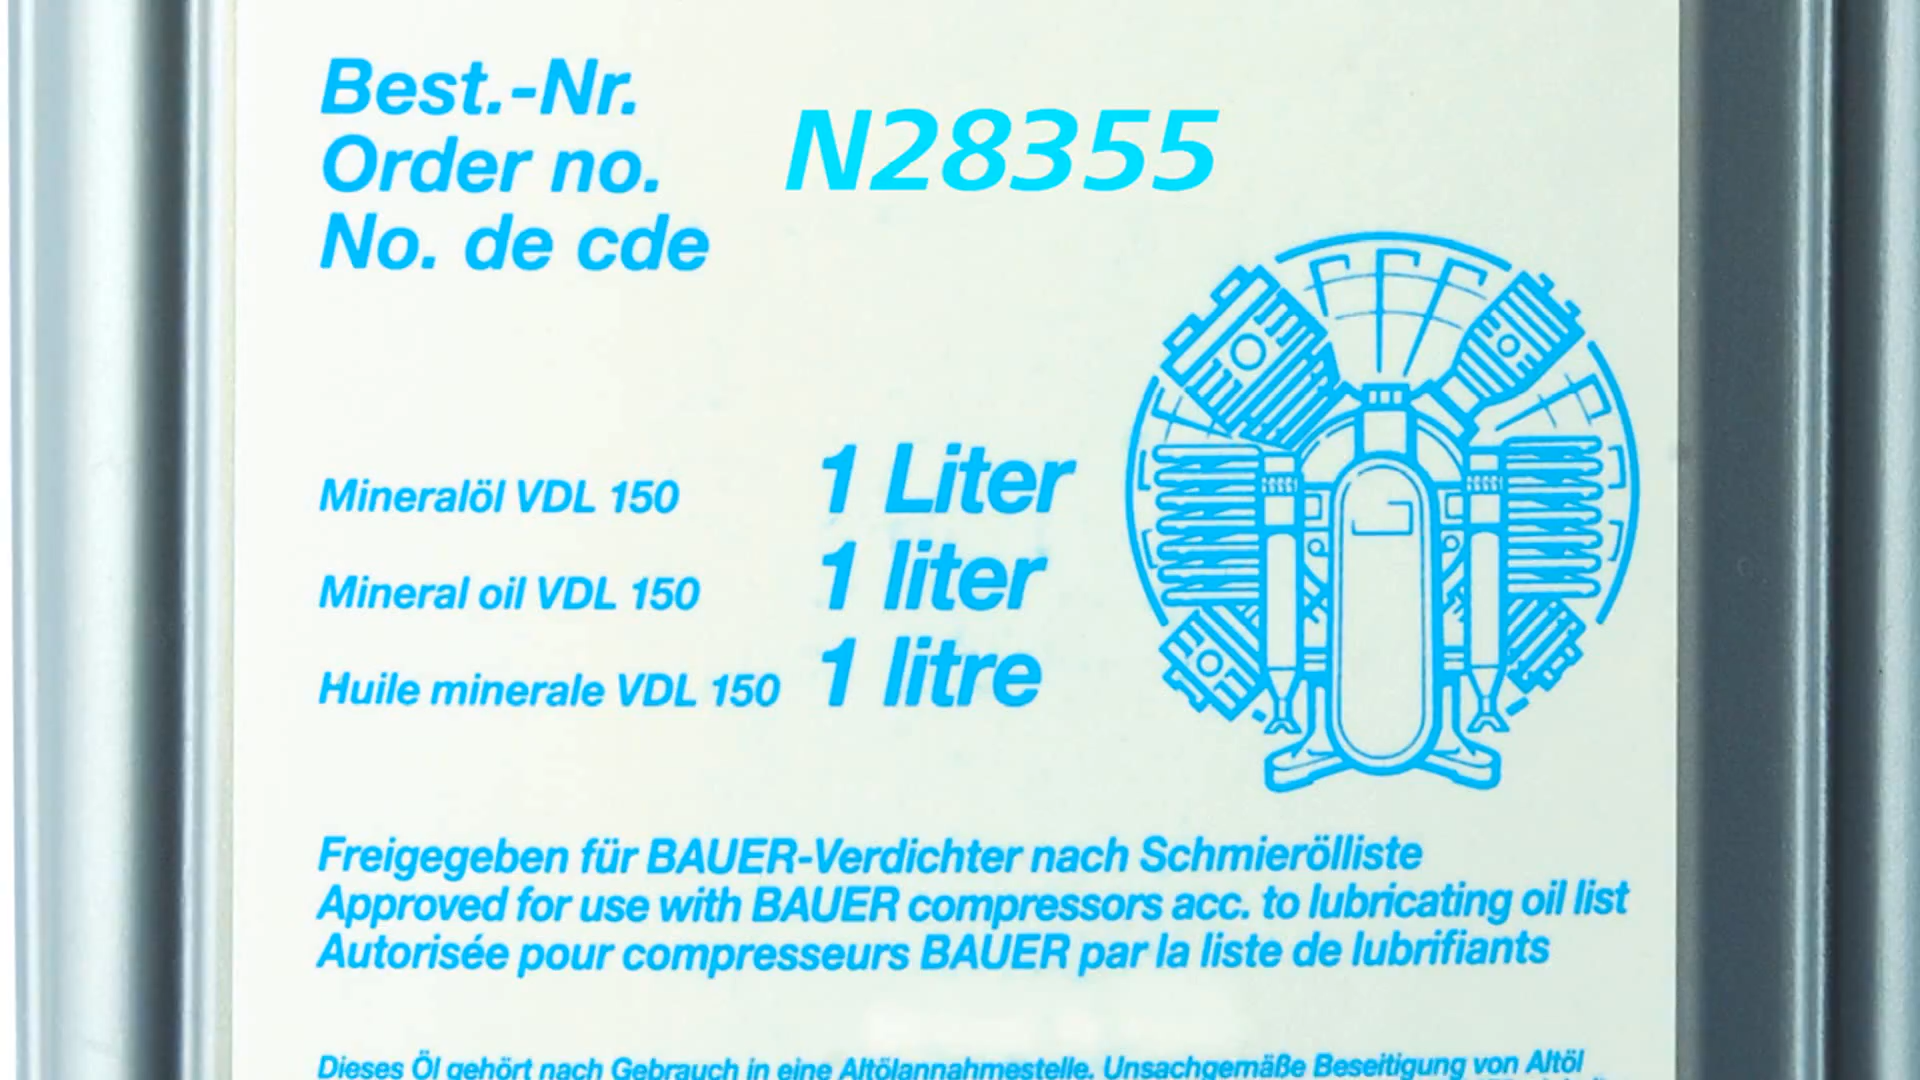 Best.-Nr.
Order no.
No. de cde
N28355
Mineralöl VDL 150 1 Liter
Mineral oil VDL 150 1 liter
Huile minerale VDL 150 1 litre
Freigegeben für BAUER-Verdichter nach Schmierölliste
Approved for use with BAUER compressors acc. to lubricating oil list
Autorisée pour compresseurs BAUER par la liste de lubrifiants
Dieses Öl gehört nach Gebrauch in eine Altölannahmestelle. Unsachgemäße Beseitigung von Altöl